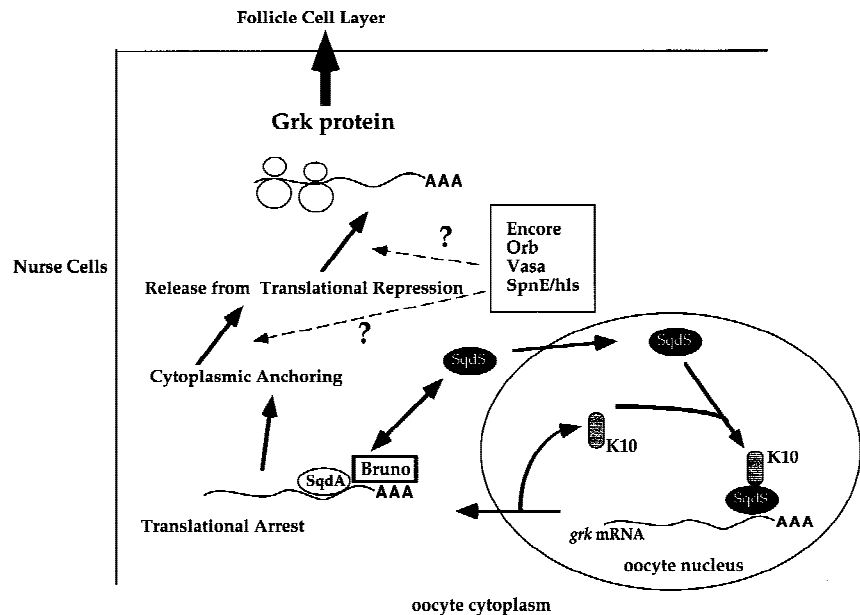 Follicle Cell Layer
Grk protein
AAA
Encore
Orb
Vasa
SpnE/hls
?
Nurse Cells
Release from Translational Repression
?
SqdS
SqdS
Cytoplasmic Anchoring
K10
K10
Bruno
SqdA
AAA
SqdS
AAA
Translational Arrest
grk mRNA
oocyte nucleus
oocyte cytoplasm